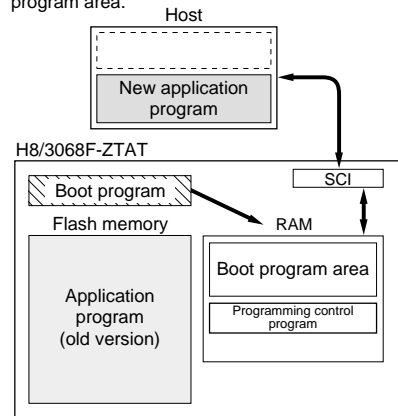 program area.
Host
New application
program
H8/3068F-ZTAT
SCI
Boot program
Flash memory
RAM
Boot program area
Application
program
(old version)
Programming control
program